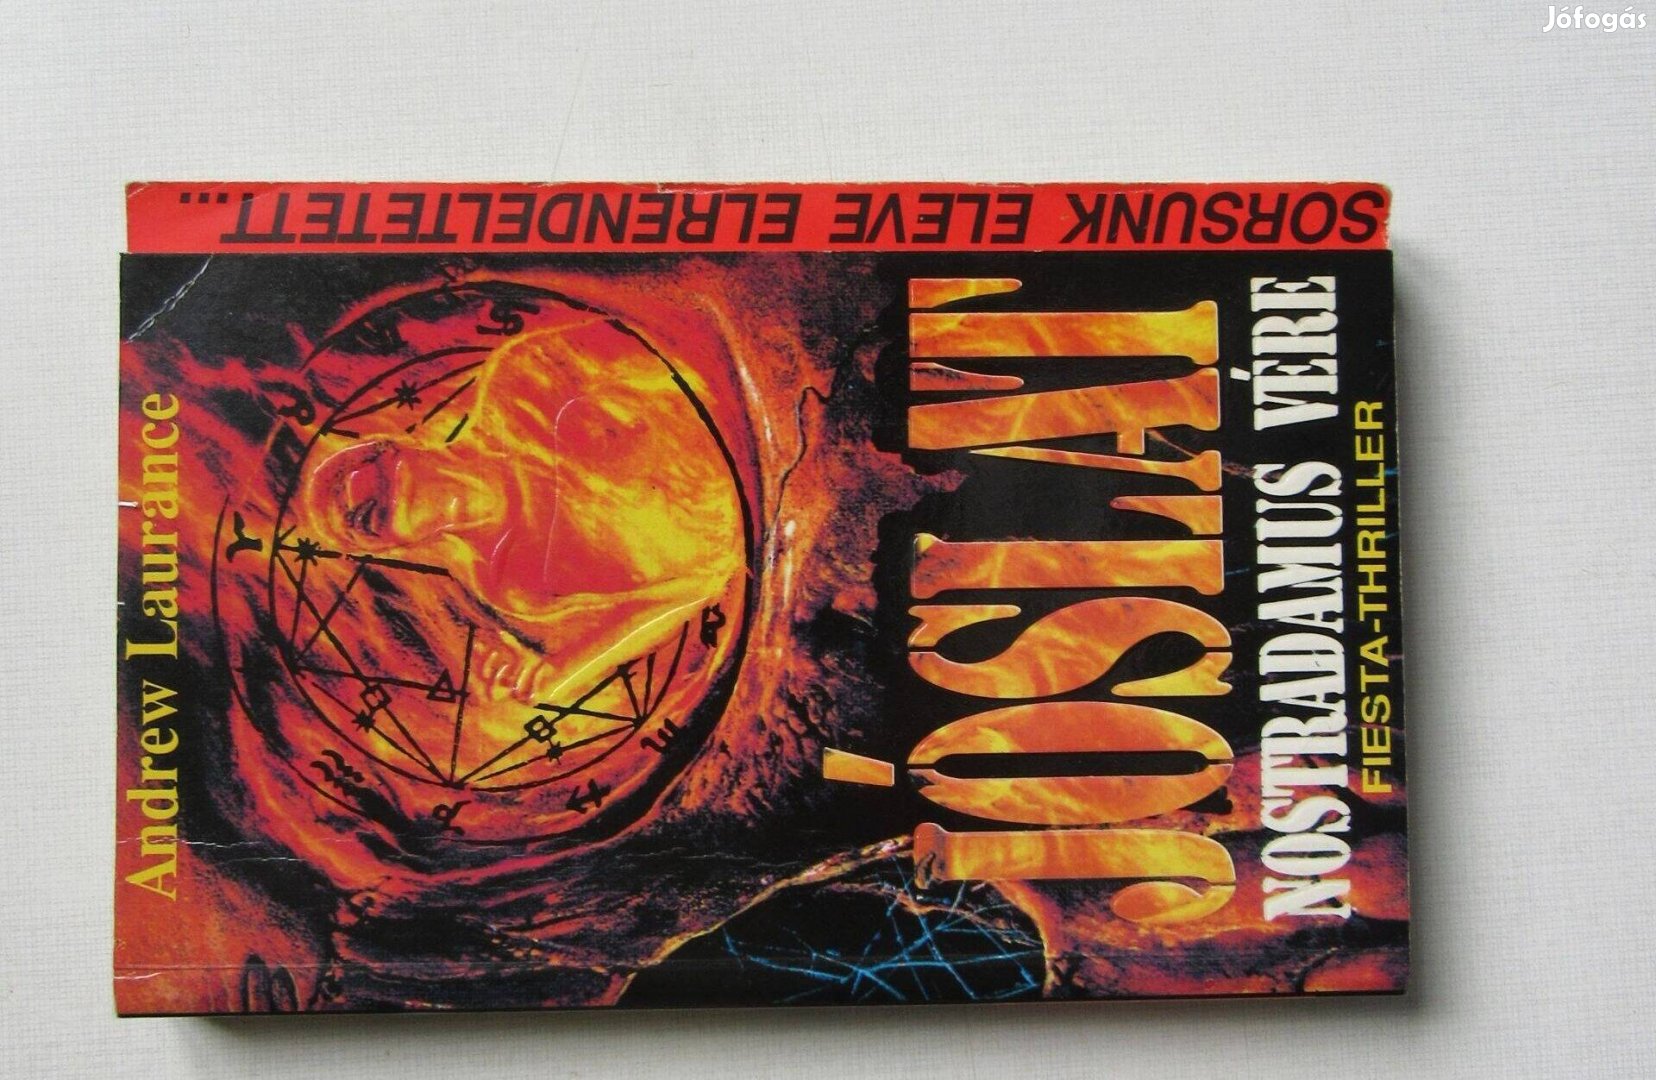 Jófogás
SORSUNK ELEVE ELRENDELTETETT...
Andrew Laurance
JÓSLAT
NOSTRADAMUS VÉRE
FIESTA-THRILLER